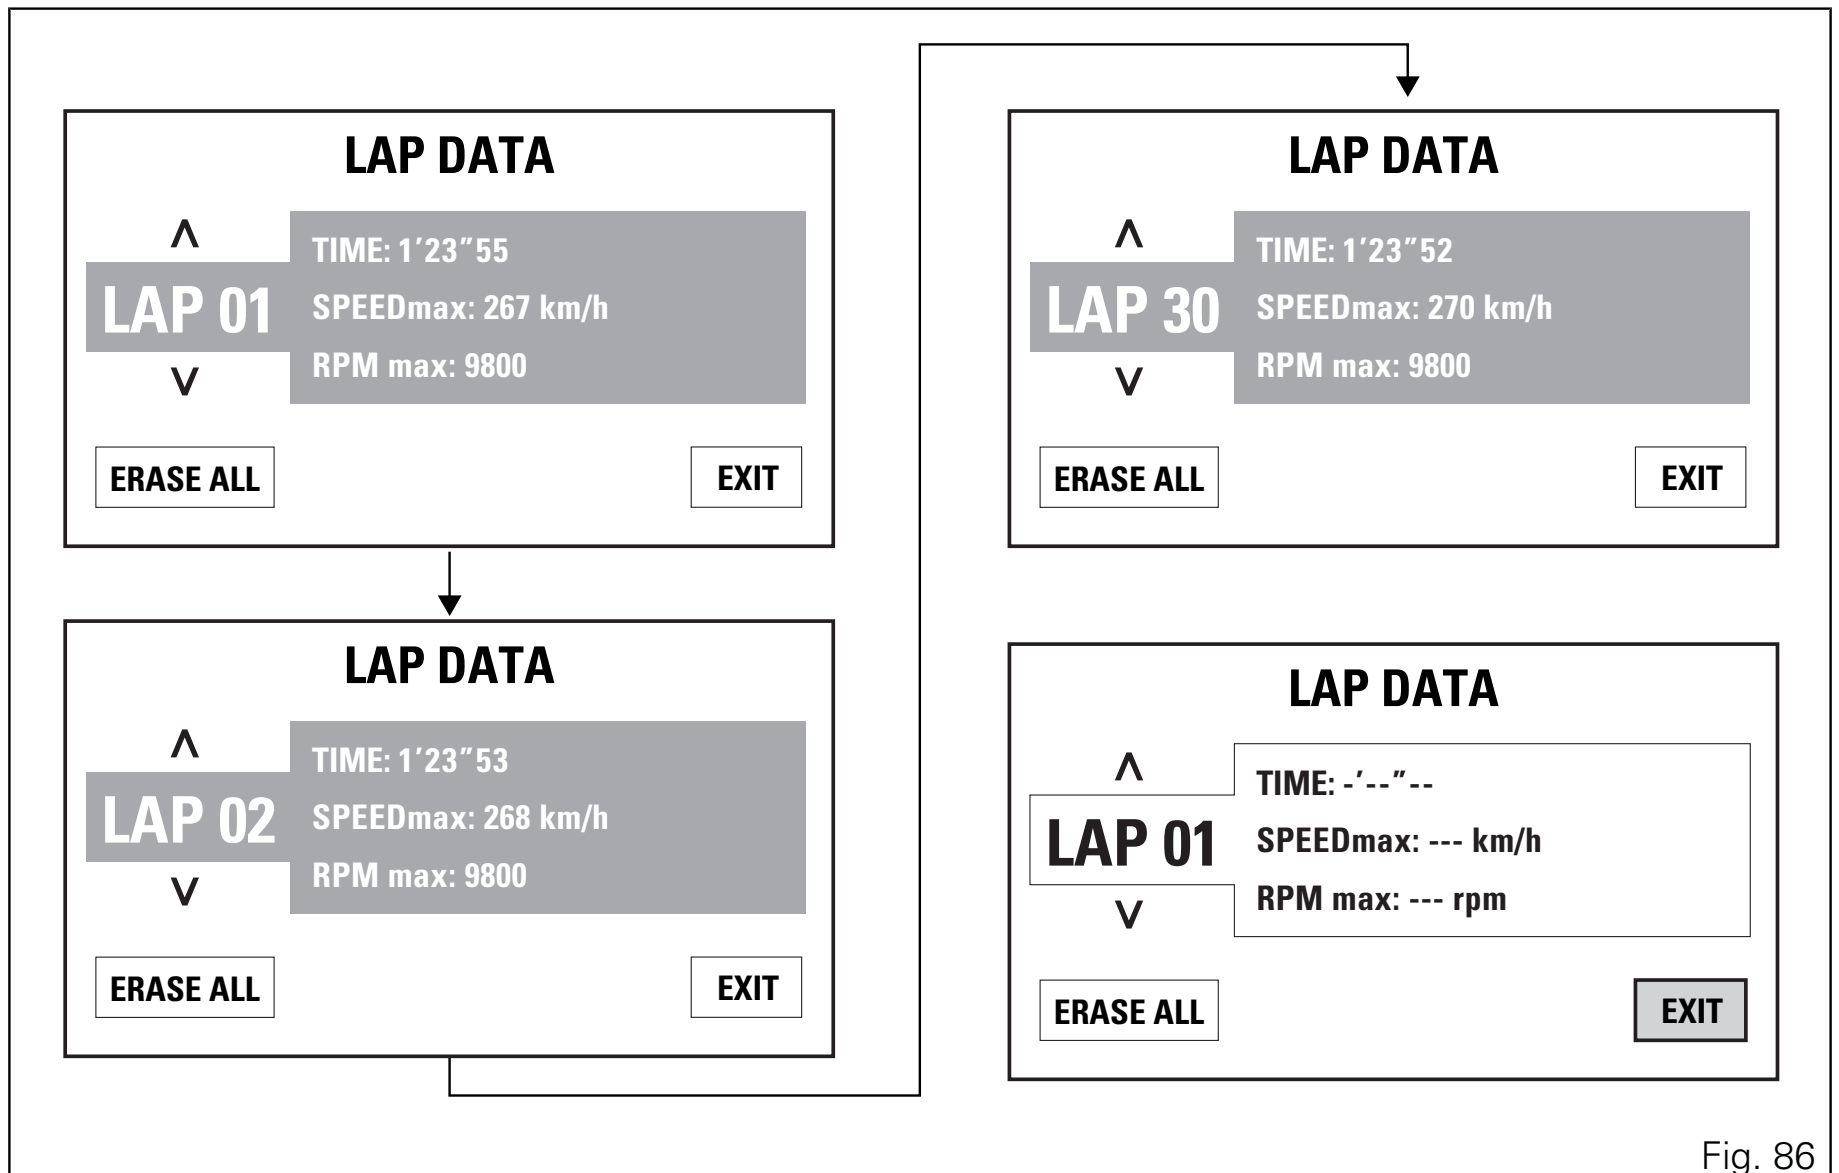 LAP DATA
∧
TIME: 1′23″55
LAP 01
SPEEDmax: 267 km/h
RPM max: 9800
∨
ERASE ALL
EXIT
LAP DATA
∧
TIME: 1′23″53
LAP 02
SPEEDmax: 268 km/h
RPM max: 9800
∨
ERASE ALL
EXIT
LAP DATA
∧
TIME: 1′23″52
LAP 30
SPEEDmax: 270 km/h
RPM max: 9800
∨
ERASE ALL
EXIT
LAP DATA
∧
TIME: -′--″--
LAP 01
SPEEDmax: --- km/h
RPM max: --- rpm
∨
ERASE ALL
EXIT
Fig. 86